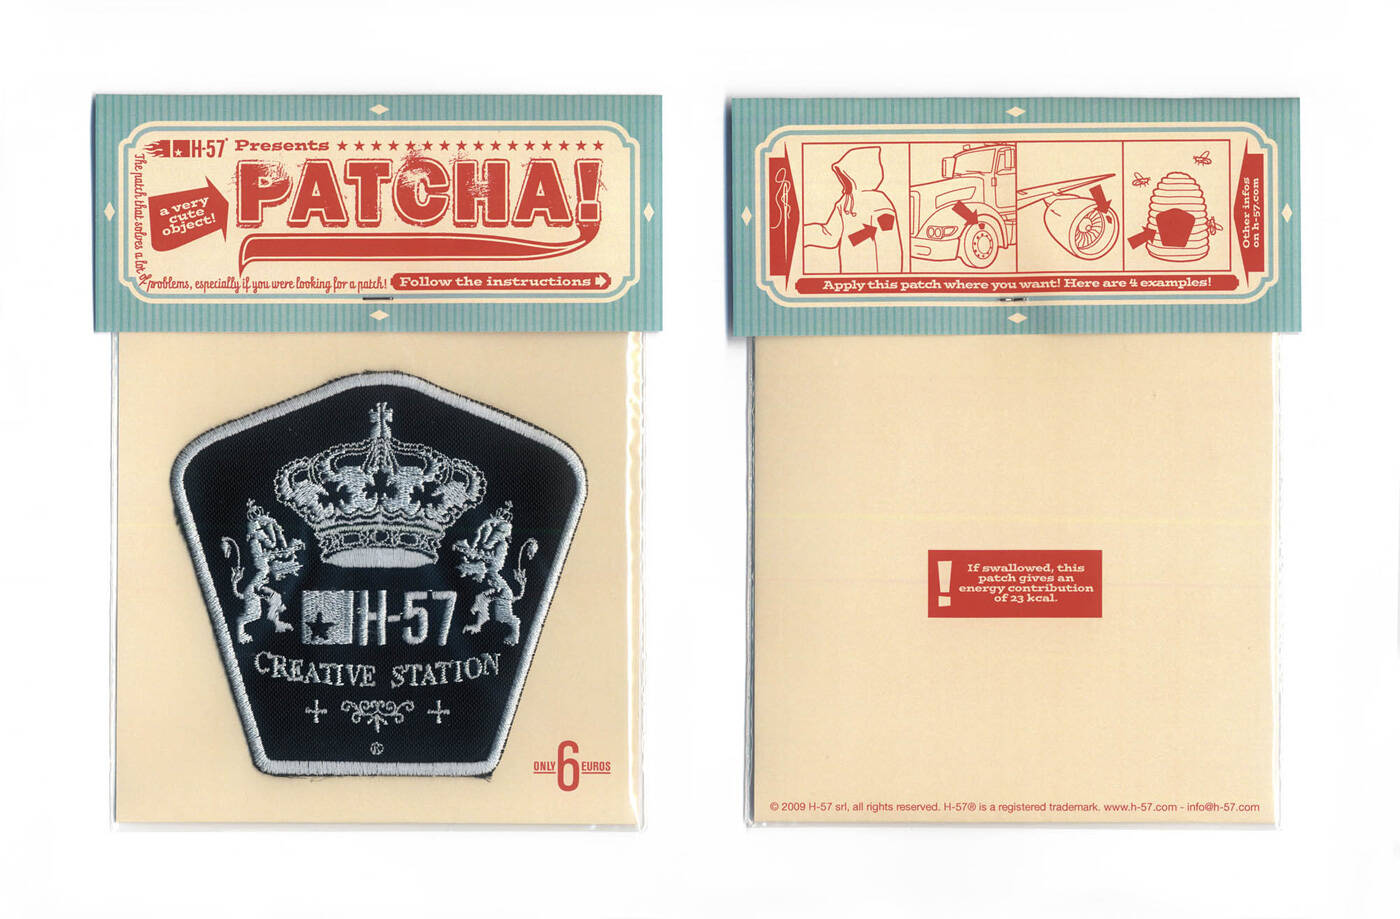 H-57® Presents
PATCHA!
a very
cute
object!
The patch that solves a lot of problems, especially if you were looking for a patch!
Follow the instructions
H-57
CREATIVE STATION
ONLY 6 EUROS
Other infos
on h-57.com
Apply this patch where you want! Here are 4 examples!
! If swallowed, this
patch gives an
energy contribution
of 23 kcal.
© 2009 H-57 srl, all rights reserved. H-57® is a registered trademark. www.h-57.com - info@h-57.com